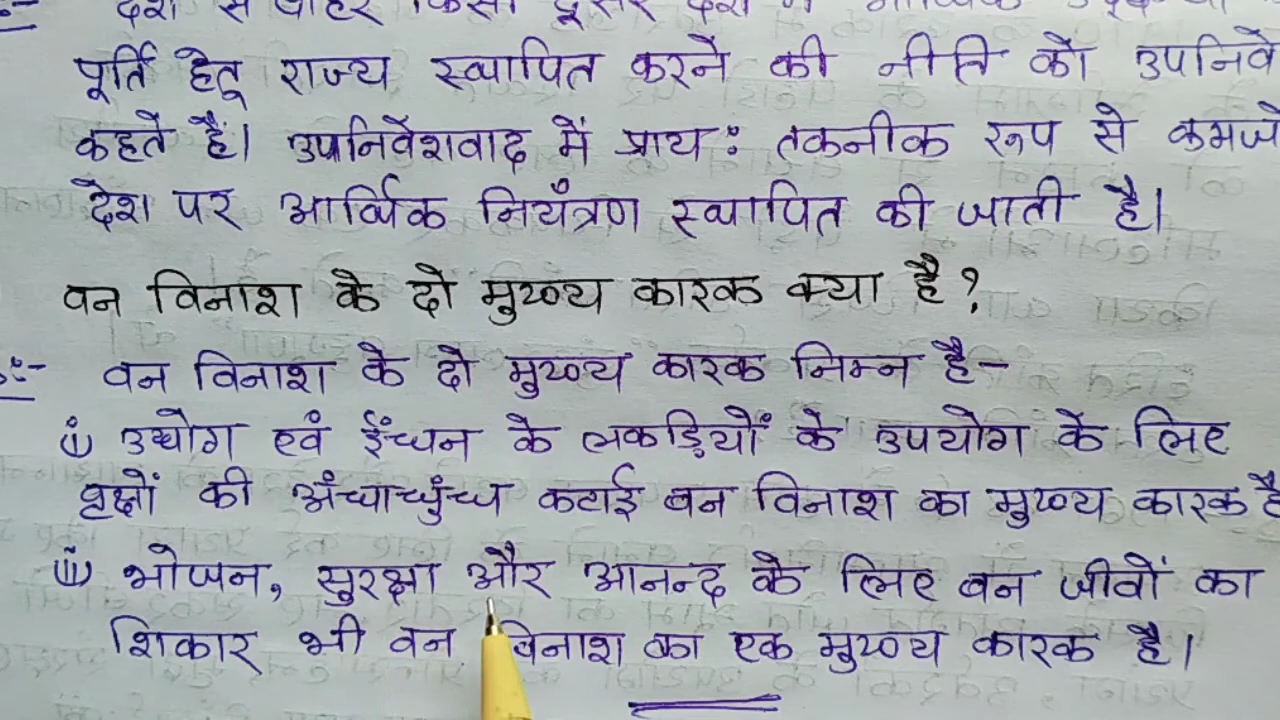 पूर्ति हेतु राज्य स्थापित करने की नीति को उपनिवे
कहते हैं। उपनिवेशवाद में प्राय: तकनीक रूप से कमजो
देश पर आर्थिक नियंत्रण स्थापित की जाती है।
वन विनाश के दो मुख्य कारक क्या है?
वन विनाश के दो मुख्य कारक निम्न है-
(i) उद्योग एवं ईंधन के लकड़ियों के उपयोग के लिए
वृक्षों की अंधाधुंध कटाई वन विनाश का मुख्य कारक है
(ii) भोजन, सुरक्षा और आनन्द के लिए वन जीवों का
शिकार भी वन विनाश का एक मुख्य कारक है।